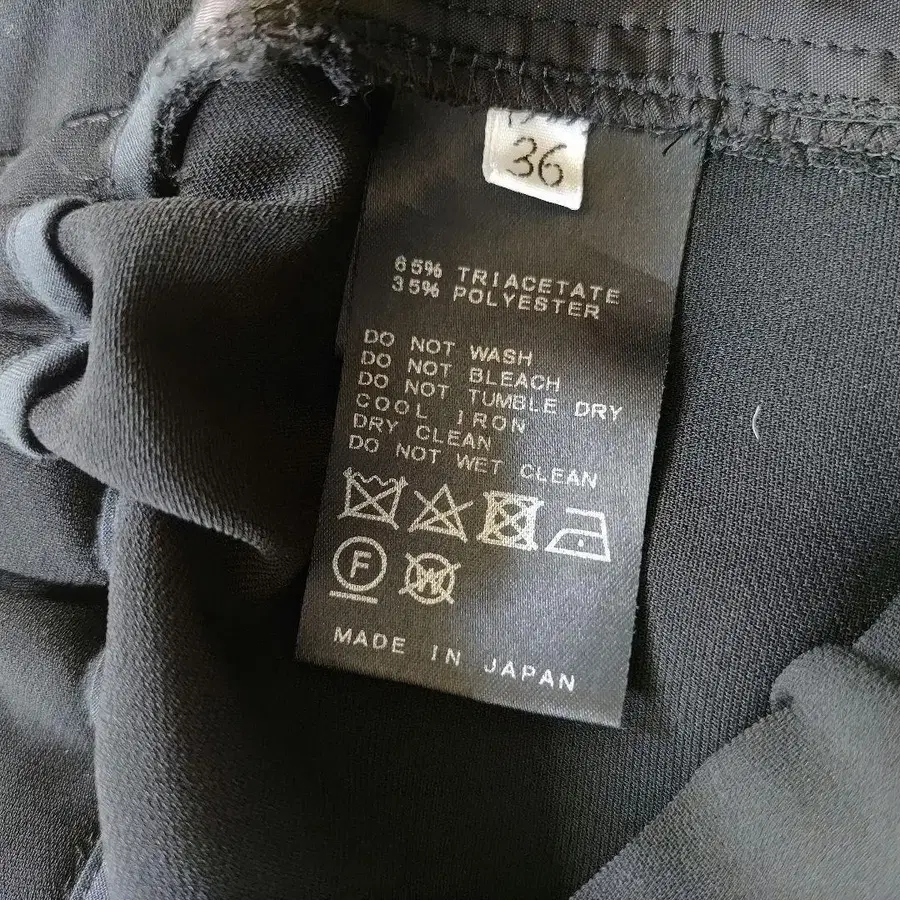 36
65% TRIACETATE
35% POLYESTER
DO NOT WASH
DO NOT BLEACH
DO NOT TUMBLE DRY
COOL IRON
DRY CLEAN
DO NOT WET CLEAN
F W
MADE IN JAPAN